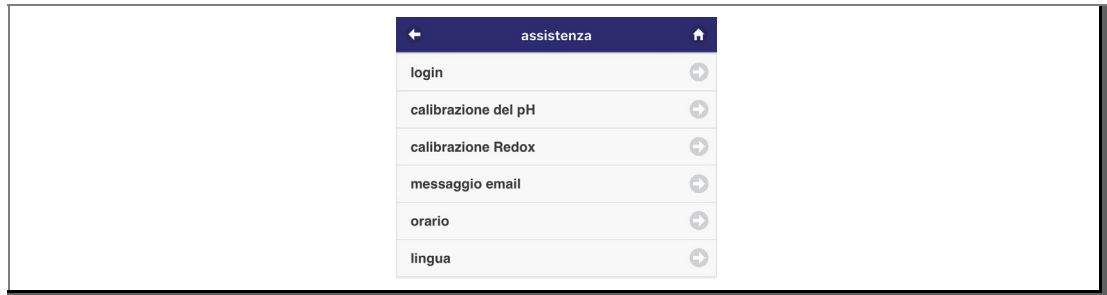 assistenza
login
calibrazione del pH
calibrazione Redox
messaggio email
orario
lingua